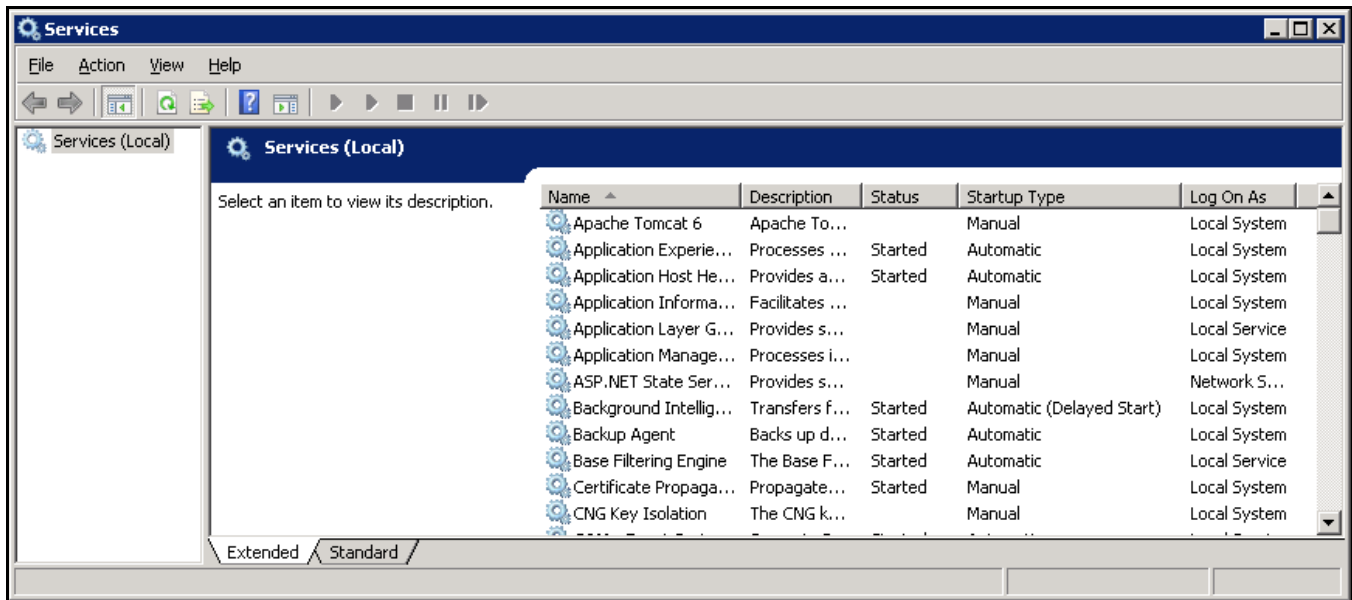 Services
File Action View Help
Services (Local)
Services (Local)
Select an item to view its description.
Name Description Status Startup Type Log On As
Apache Tomcat 6 Apache To... Manual Local System
Application Experie... Processes ... Started Automatic Local System
Application Host He... Provides a... Started Automatic Local System
Application Informa... Facilitates ... Manual Local System
Application Layer G... Provides s... Manual Local Service
Application Manage... Processes i... Manual Local System
ASP.NET State Ser... Provides s... Manual Network S...
Background Intellig... Transfers f... Started Automatic (Delayed Start) Local System
Backup Agent Backs up d... Started Automatic Local System
Base Filtering Engine The Base F... Started Automatic Local Service
Certificate Propaga... Propagate... Started Manual Local System
CNG Key Isolation The CNG k... Manual Local System
Extended Standard